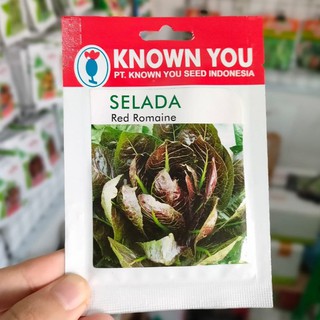 KNOWN YOU
PT. KNOWN YOU SEED INDONESIA
SELADA
Red Romaine